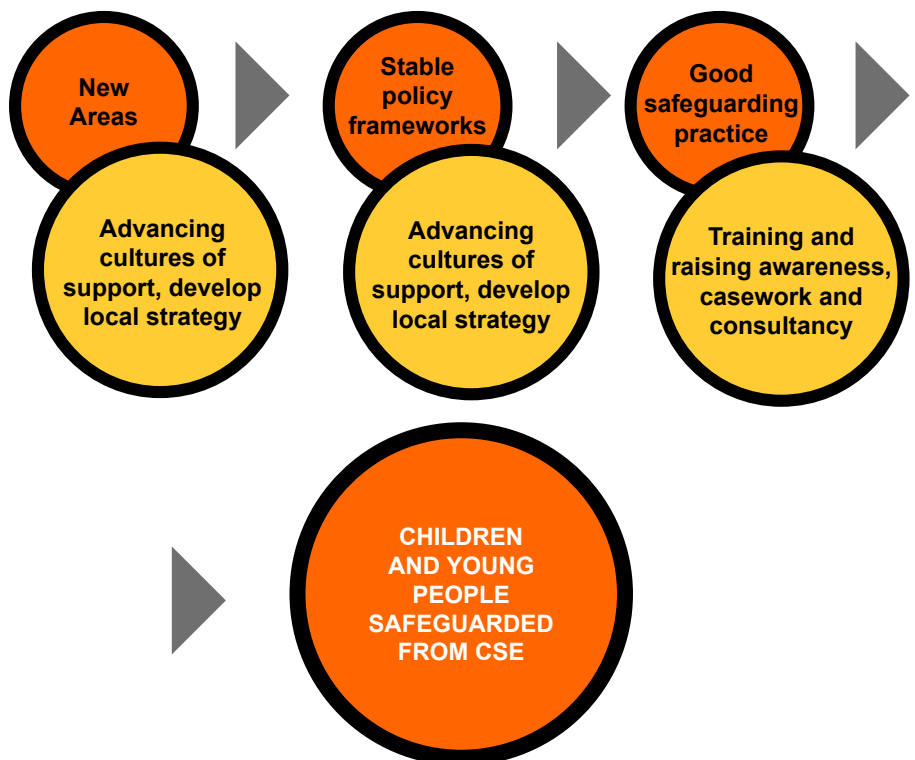 New
Areas
Advancing
cultures of
support, develop
local strategy
Stable
policy
frameworks
Advancing
cultures of
support, develop
local strategy
Good
safeguarding
practice
Training and
raising awareness,
casework and
consultancy
CHILDREN
AND YOUNG
PEOPLE
SAFEGUARDED
FROM CSE